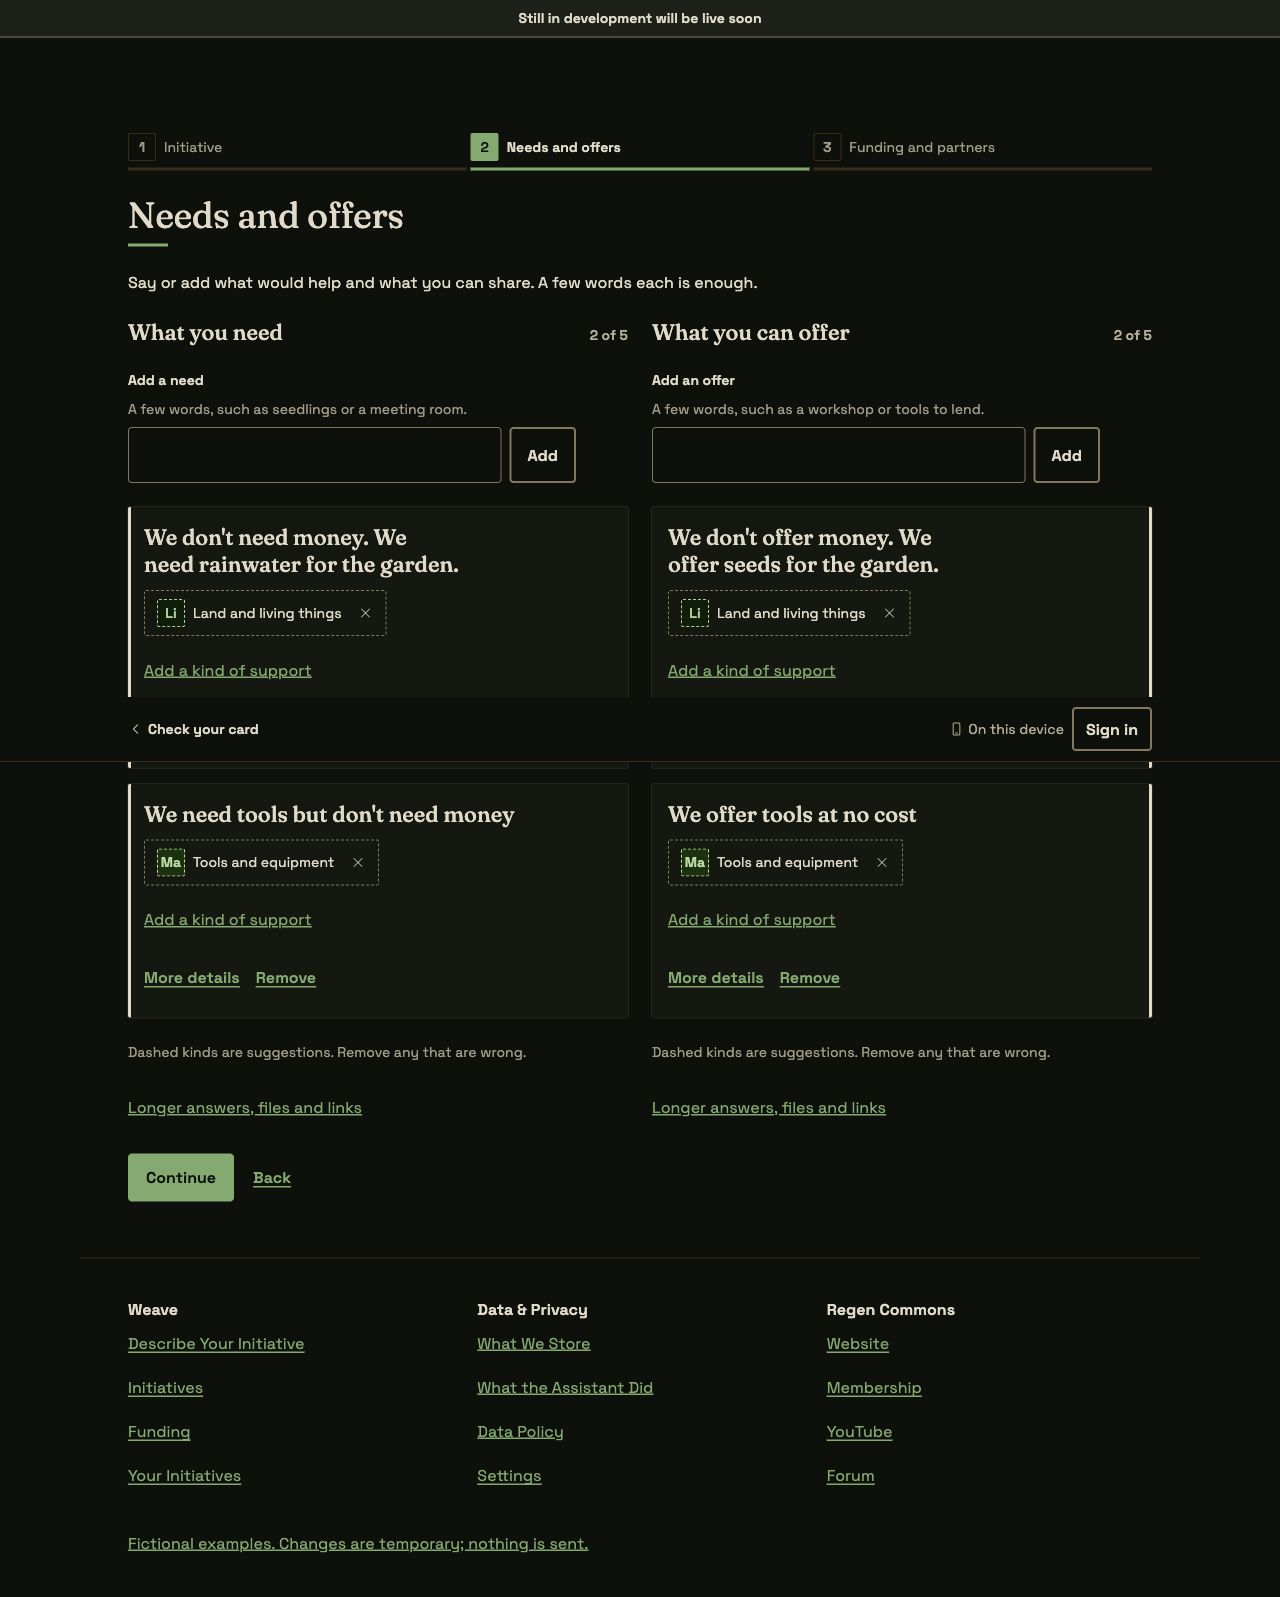 Still in development will be live soon
1 Initiative
2 Needs and offers
3 Funding and partners
Needs and offers
Say or add what would help and what you can share. A few words each is enough.
What you need
2 of 5
Add a need
A few words, such as seedlings or a meeting room.
Add
We don't need money. We
need rainwater for the garden.
Li Land and living things
Add a kind of support
What you can offer
2 of 5
Add an offer
A few words, such as a workshop or tools to lend.
Add
We don't offer money. We
offer seeds for the garden.
Li Land and living things
Add a kind of support
Check your card
On this device
Sign in
We need tools but don't need money
Ma Tools and equipment
Add a kind of support
More details Remove
Dashed kinds are suggestions. Remove any that are wrong.
Longer answers, files and links
We offer tools at no cost
Ma Tools and equipment
Add a kind of support
More details Remove
Dashed kinds are suggestions. Remove any that are wrong.
Longer answers, files and links
Continue
Back
Weave
Describe Your Initiative
Initiatives
Funding
Your Initiatives
Data & Privacy
What We Store
What the Assistant Did
Data Policy
Settings
Regen Commons
Website
Membership
YouTube
Forum
Fictional examples. Changes are temporary; nothing is sent.